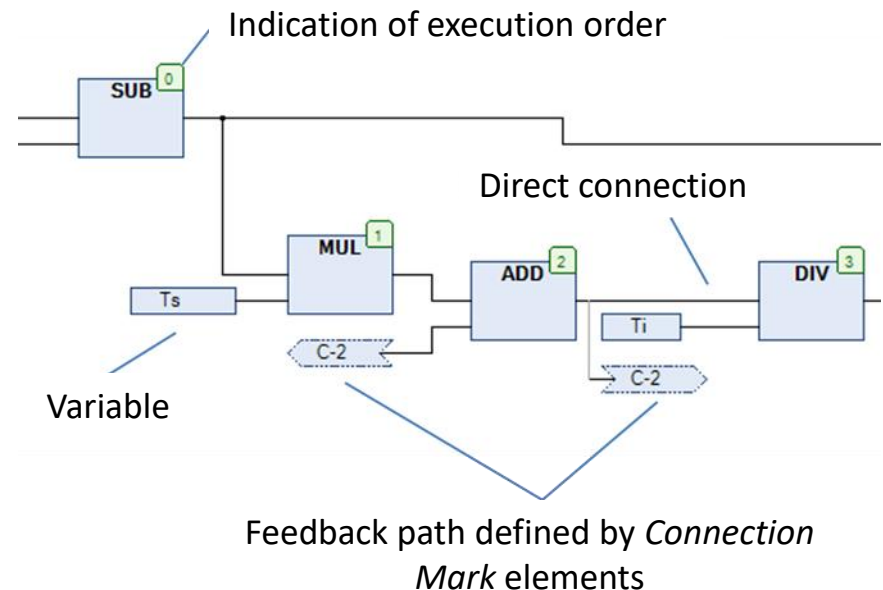 Indication of execution order
0
SUB
Direct connection
1
MUL
2
ADD
3
DIV
Ts
Ti
C-2
C-2
Variable
Feedback path defined by Connection
Mark elements